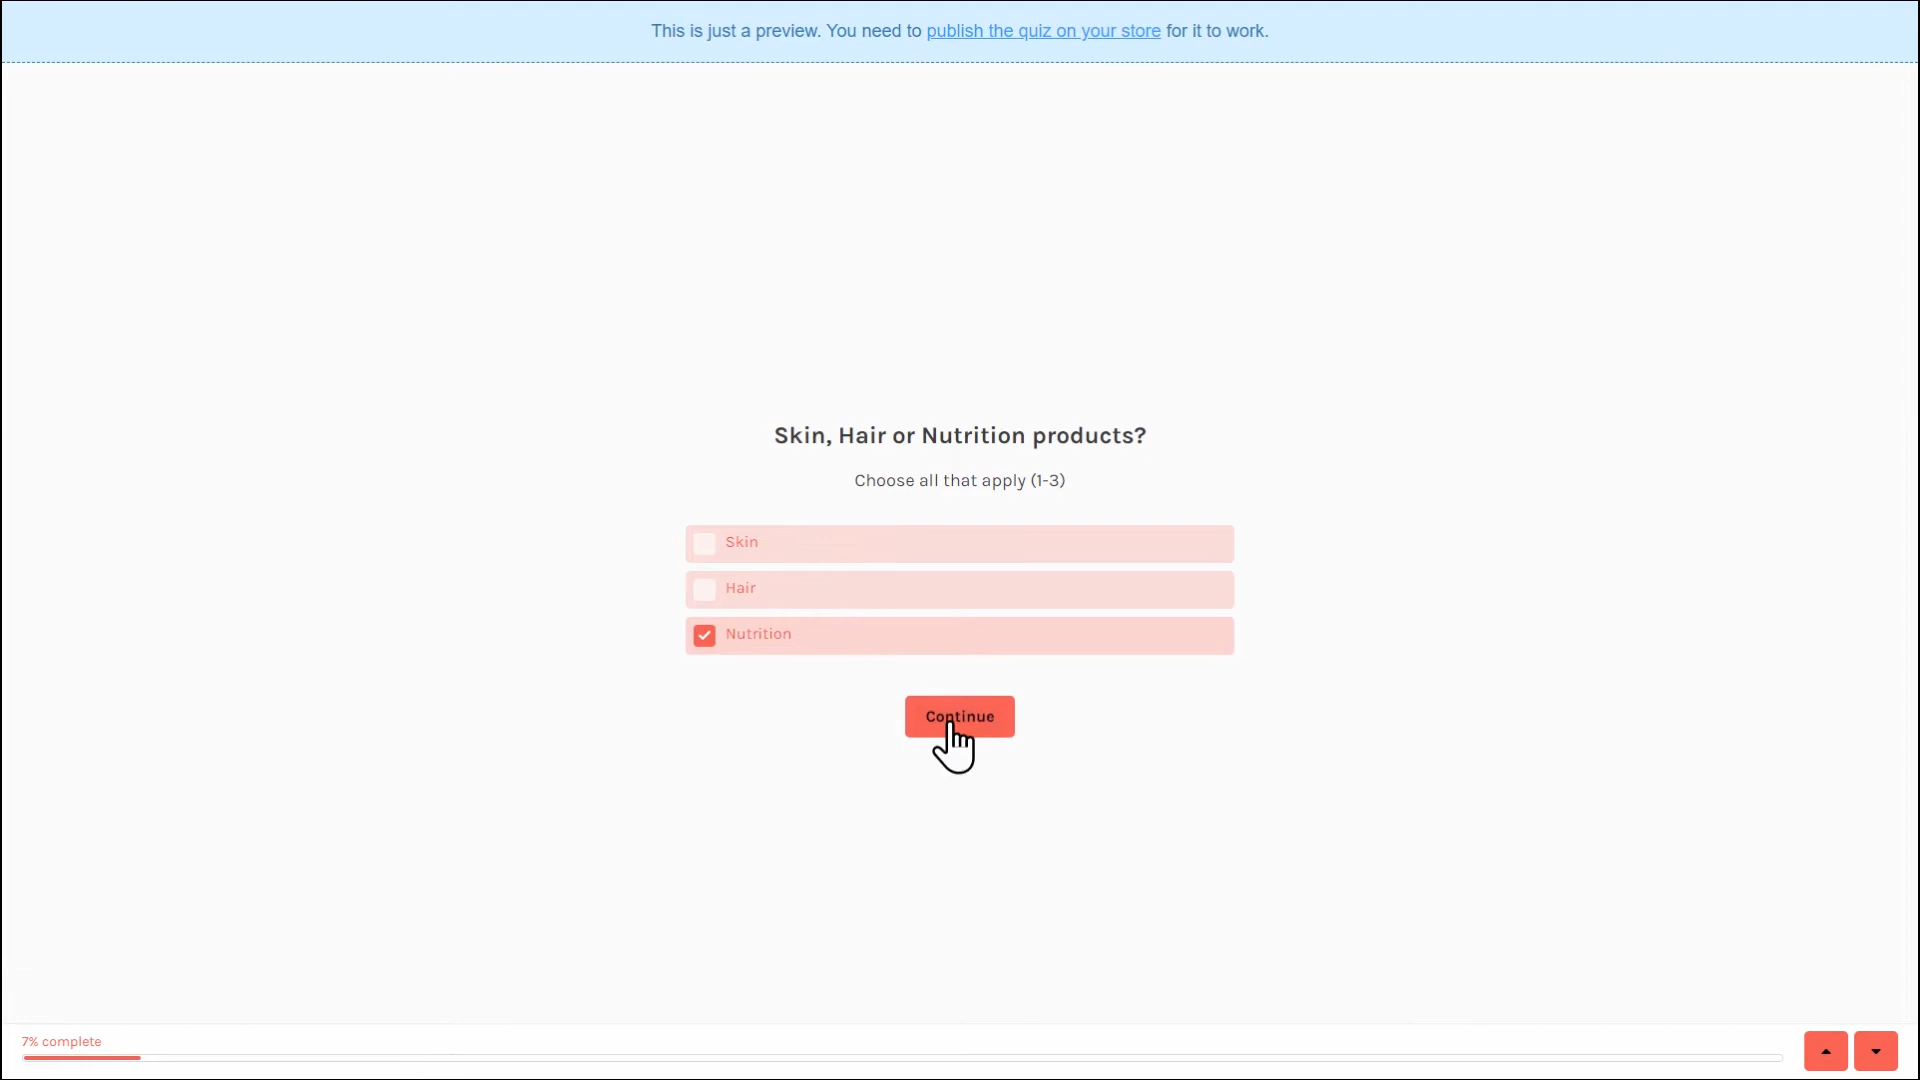 This is just a preview. You need to publish the quiz on your store for it to work.
Skin, Hair or Nutrition products?
Choose all that apply (1-3)
Skin
Hair
Nutrition
Continue
7% complete